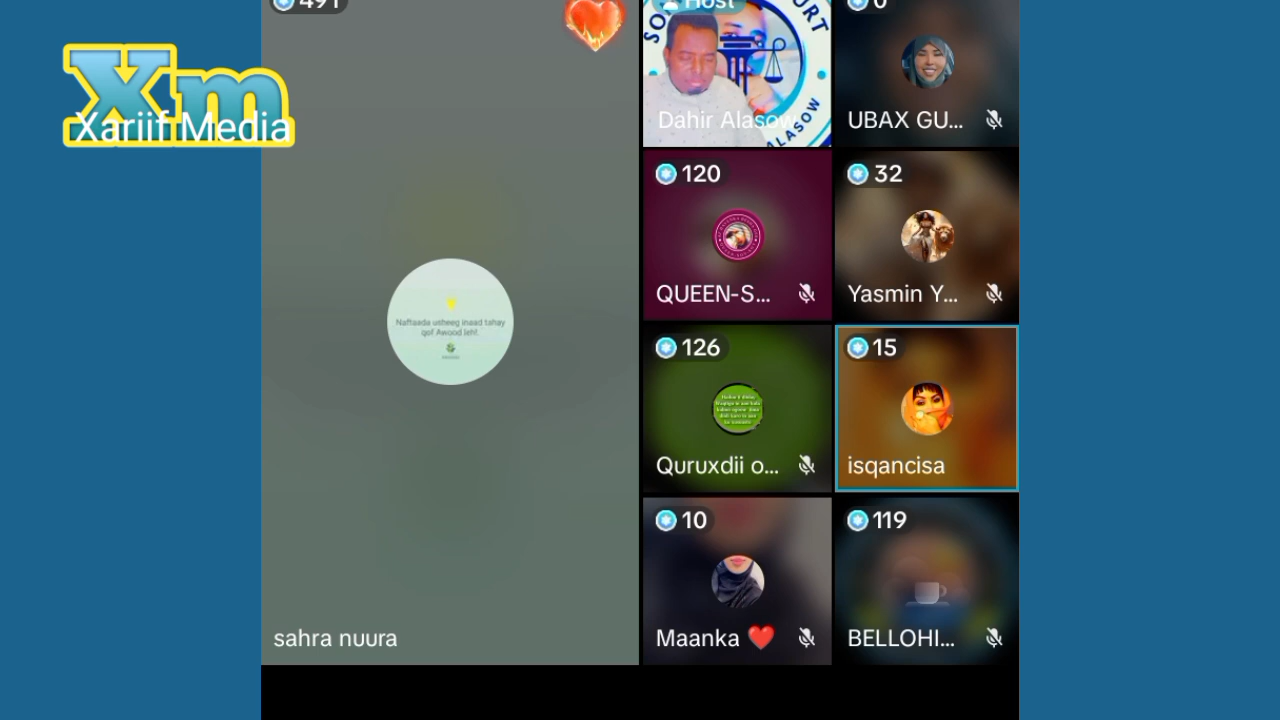 Xm
Xariif Media
491
Host
Dahir Alasow
ALASOW
0
UBAX GU...
120
QUEEN-S...
32
Yasmin Y...
Naftaada usheeg inaad tahay
qof Awood leh!.
126
Quruxdii o...
15
isqancisa
10
Maanka ❤️
119
BELLOHI...
sahra nuura